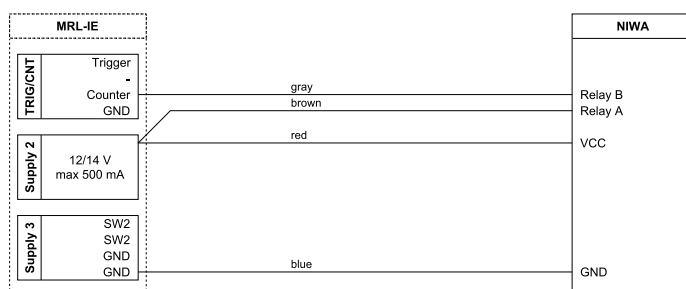 MRL-IE
NIWA
TRIG/CNT
Trigger
-
Counter
GND
gray
brown
Relay B
Relay A
Supply 2
12/14 V
max 500 mA
red
VCC
Supply 3
SW2
SW2
GND
GND
blue
GND